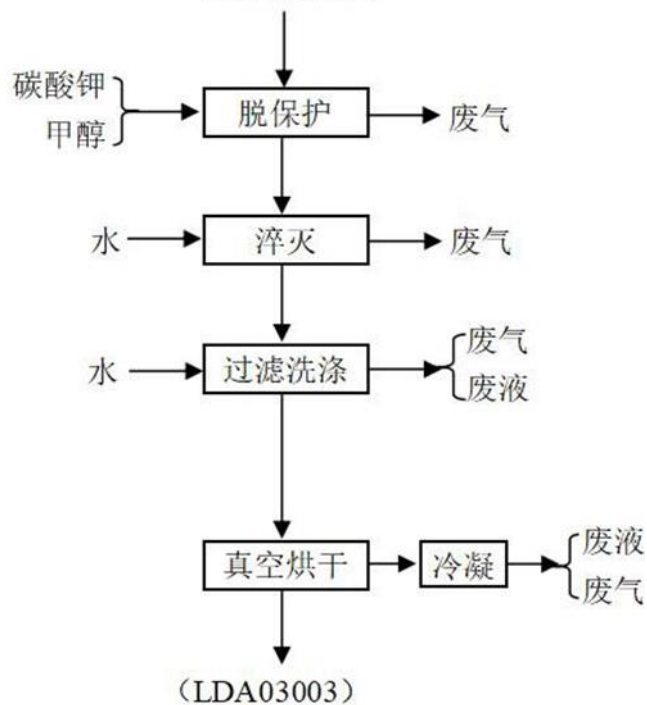 碳酸钾
甲醇
脱保护
废气
水
淬灭
废气
水
过滤洗涤
废气
废液
真空烘干
冷凝
废液
废气
（LDA03003）